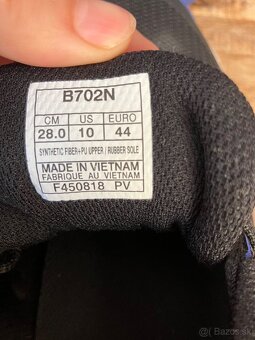 B702N
CM US EURO
28.0 10 44
SYNTHETIC FIBER+PU UPPER / RUBBER SOLE
MADE IN VIETNAM
FABRIQUE AU VIETNAM
F450818 PV
Bazos.sk